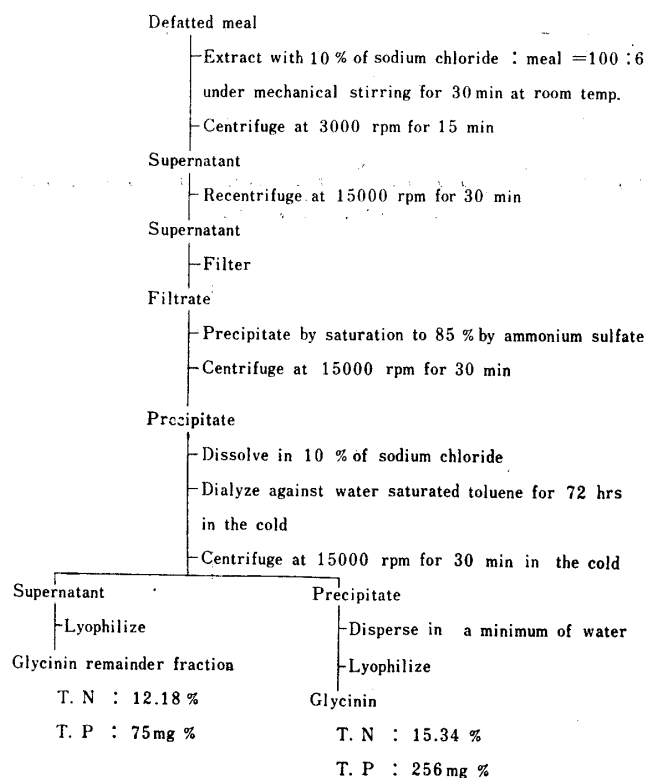 Defatted meal
Extract with 10 % of sodium chloride : meal =100 :6
under mechanical stirring for 30 min at room temp.
Centrifuge at 3000 rpm for 15 min
Supernatant
Recentrifuge at 15000 rpm for 30 min
Supernatant
Filter
Filtrate
Precipitate by saturation to 85 % by ammonium sulfate
Centrifuge at 15000 rpm for 30 min
Precipitate
Dissolve in 10 % of sodium chloride
Dialyze against water saturated toluene for 72 hrs
in the cold
Centrifuge at 15000 rpm for 30 min in the cold
Supernatant
Lyophilize
Glycinin remainder fraction
T. N : 12.18 %
T. P : 75mg %
Precipitate
Disperse in a minimum of water
Lyophilize
Glycinin
T. N : 15.34 %
T. P : 256 mg %